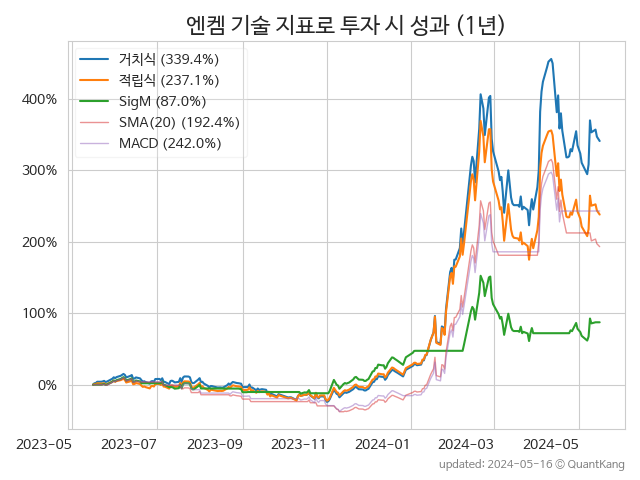 엔켐 기술 지표로 투자 시 성과 (1년)
거치식 (339.4%)
적립식 (237.1%)
SigM (87.0%)
SMA(20) (192.4%)
MACD (242.0%)
400%
300%
200%
100%
0%
2023-05 2023-07 2023-09 2023-11 2024-01 2024-03 2024-05
updated: 2024-05-16 © QuantKang